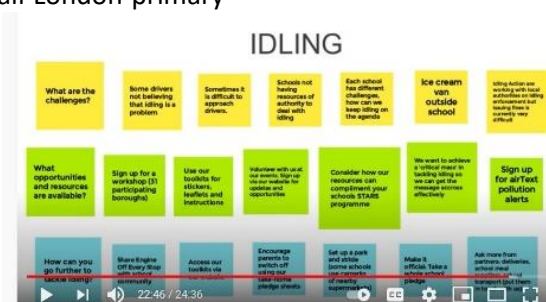 all London primary
IDLING
What are the
challenges?
Some drivers
not believing
that idling is a
problem
Sometimes it
is difficult to
approach
drivers.
Schools not
having
resources of
authority to
deal with
idling
Each school
has different
challenges,
how can we
keep idling on
the agenda
Ice cream
van
outside
school
Idling Action are
working with local
authorities on idling
enforcement but
issuing fines is
currently very
difficult
What
opportunities
and resources
are available?
Sign up for a
workshop (31
participating
boroughs)
Use our
toolkits for
stickers,
leaflets and
instructions
Volunteer with us at
our events. Sign up
via our website for
updates and
opportunities
Consider how our
resources can
compliment your
schools STARS
programme
We want to achieve
a 'critical mass' in
tackling idling so
we can get the
message accross
effectively
Sign up
for airText
pollution
alerts
How can you
go further to
tackle idling?
Share Engine
Off Every Stop
with school
community
Access our
toolkits via
Encourage
parents to
switch off
using our
take-home
pledge sheets
Set up a park
and stride
(some schools
use carparks
of nearby
supermarkets)
Make it
official: Take a
whole school
pledge
Ask more from
partners, deliveries,
school meal
transport (but them
22:46 / 24:36
CC